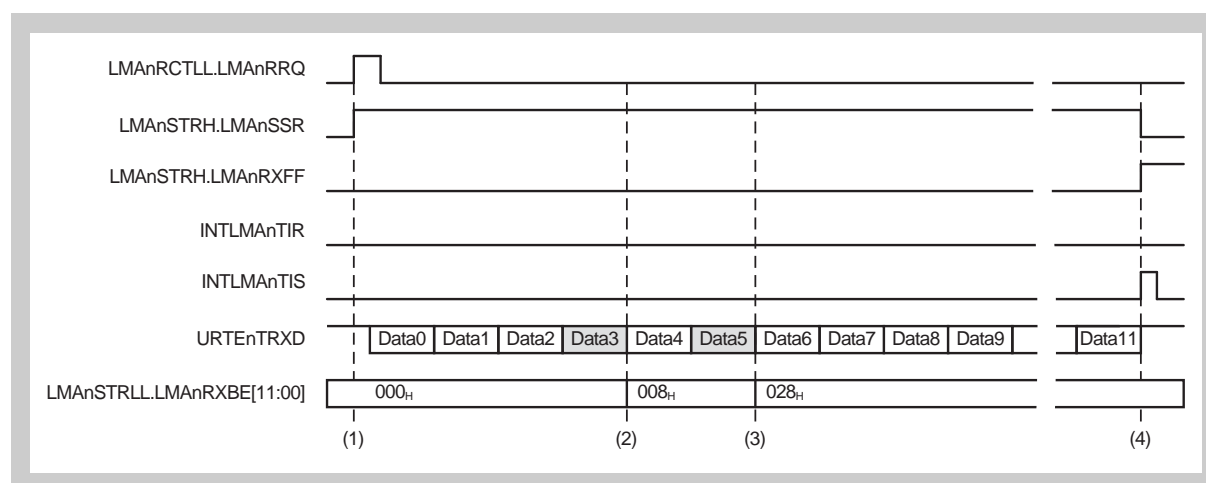 LMAnRCTLL.LMAnRRQ
LMAnSTRH.LMAnSSR
LMAnSTRH.LMAnRXFF
INTLMAnTIR
INTLMAnTIS
URTEnTRXD Data0 Data1 Data2 Data3 Data4 Data5 Data6 Data7 Data8 Data9 Data11
LMAnSTRLL.LMAnRXBE[11:00] 000H 008H 028H
(1) (2) (3) (4)